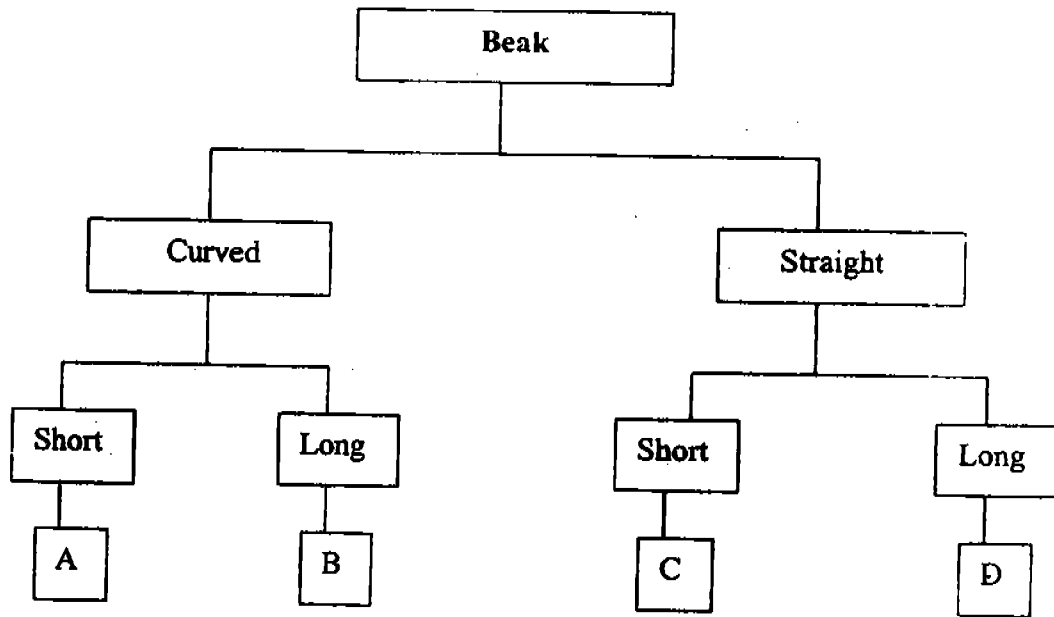 Beak
Curved
Straight
Short
Long
Short
Long
A
B
C
D